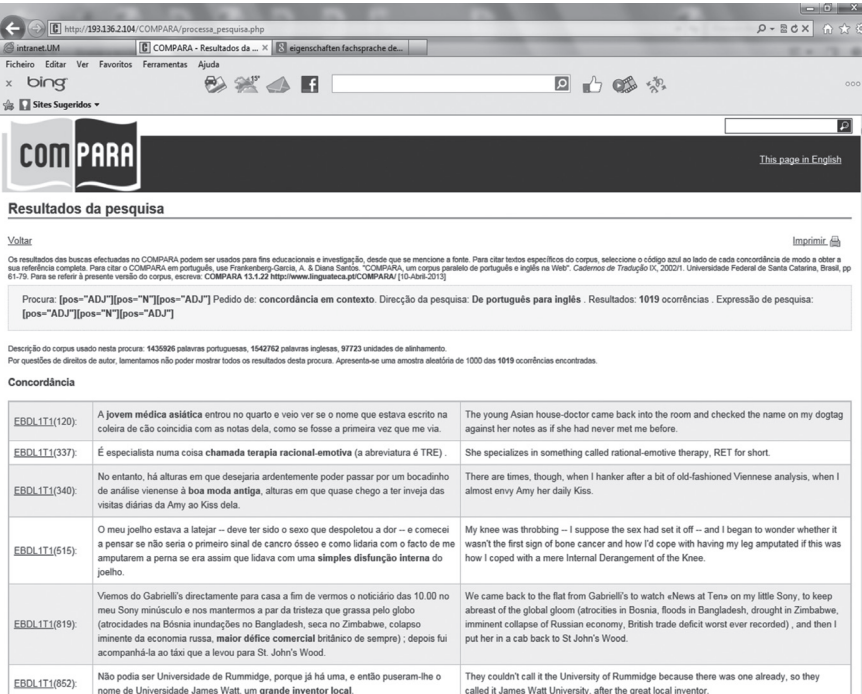 http://193.136.2.104/COMPARA/processa_pesquisa.php
intranet.UM
COMPARA - Resultados da ...
eigenschaften fachsprache de...
Ficheiro Editar Ver Favoritos Ferramentas Ajuda
bing
15°
Sites Sugeridos
COMPARA
This page in English
Resultados da pesquisa
Voltar
Imprimir
Os resultados das buscas efectuadas no COMPARA podem ser usados para fins educacionais e investigação, desde que se mencione a fonte. Para citar textos específicos do corpus, seleccione o código azul ao lado de cada concordância de modo a obter a
sua referência completa. Para citar o COMPARA em português, use Frankenberg-Garcia, A. & Diana Santos. "COMPARA, um corpus paralelo de português e inglês na Web". Cadernos de Tradução IX, 2002/1. Universidade Federal de Santa Catarina, Brasil, pp
61-79. Para se referir à presente versão do corpus, escreva: COMPARA 13.1.22 http://www.linguateca.pt/COMPARA/ [10-Abril-2013]
Procura: [pos="ADJ"][pos="N"][pos="ADJ"] Pedido de: concordância em contexto. Direcção da pesquisa: De português para inglês . Resultados: 1019 ocorrências . Expressão de pesquisa:
[pos="ADJ"][pos="N"][pos="ADJ"]
Descrição do corpus usado nesta procura: 1435926 palavras portuguesas, 1542762 palavras inglesas, 97723 unidades de alinhamento.
Por questões de direitos de autor, lamentamos não poder mostrar todos os resultados desta procura. Apresenta-se uma amostra aleatória de 1000 das 1019 ocorrências encontradas.
Concordância
EBDL1T1(120):
A jovem médica asiática entrou no quarto e veio ver se o nome que estava escrito na
coleira de cão coincidia com as notas dela, como se fosse a primeira vez que me via.
The young Asian house-doctor came back into the room and checked the name on my dogtag
against her notes as if she had never met me before.
EBDL1T1(337):
É especialista numa coisa chamada terapia racional-emotiva (a abreviatura é TRE) .
She specializes in something called rational-emotive therapy, RET for short.
EBDL1T1(340):
No entanto, há alturas em que desejaria ardentemente poder passar por um bocadinho
de análise vienense à boa moda antiga, alturas em que quase chego a ter inveja das
visitas diárias da Amy ao Kiss dela.
There are times, though, when I hanker after a bit of old-fashioned Viennese analysis, when I
almost envy Amy her daily Kiss.
EBDL1T1(515):
O meu joelho estava a latejar -- deve ter sido o sexo que despoletou a dor -- e comecei
a pensar se não seria o primeiro sinal de cancro ósseo e como lidaria com o facto de me
amputarem a perna se era assim que lidava com uma simples disfunção interna do
joelho.
My knee was throbbing -- I suppose the sex had set it off -- and I began to wonder whether it
wasn't the first sign of bone cancer and how I'd cope with having my leg amputated if this was
how I coped with a mere Internal Derangement of the Knee.
EBDL1T1(819):
Viemos do Gabrielli's directamente para casa a fim de vermos o noticiário das 10.00 no
meu Sony minúsculo e nos mantermos a par da tristeza que grassa pelo globo
(atrocidades na Bósnia inundações no Bangladesh, seca no Zimbabwe, colapso
iminente da economia russa, maior défice comercial britânico de sempre) ; depois fui
acompanhá-la ao táxi que a levou para St. John's Wood.
We came back to the flat from Gabrielli's to watch «News at Ten» on my little Sony, to keep
abreast of the global gloom (atrocities in Bosnia, floods in Bangladesh, drought in Zimbabwe,
imminent collapse of Russian economy, British trade deficit worst ever recorded) , and then I
put her in a cab back to St John's Wood.
EBDL1T1(852):
Não podia ser Universidade de Rummidge, porque já há uma, e então puseram-lhe o
nome de Universidade James Watt, um grande inventor local.
They couldn't call it the University of Rummidge because there was one already, so they
called it James Watt University, after the great local inventor.